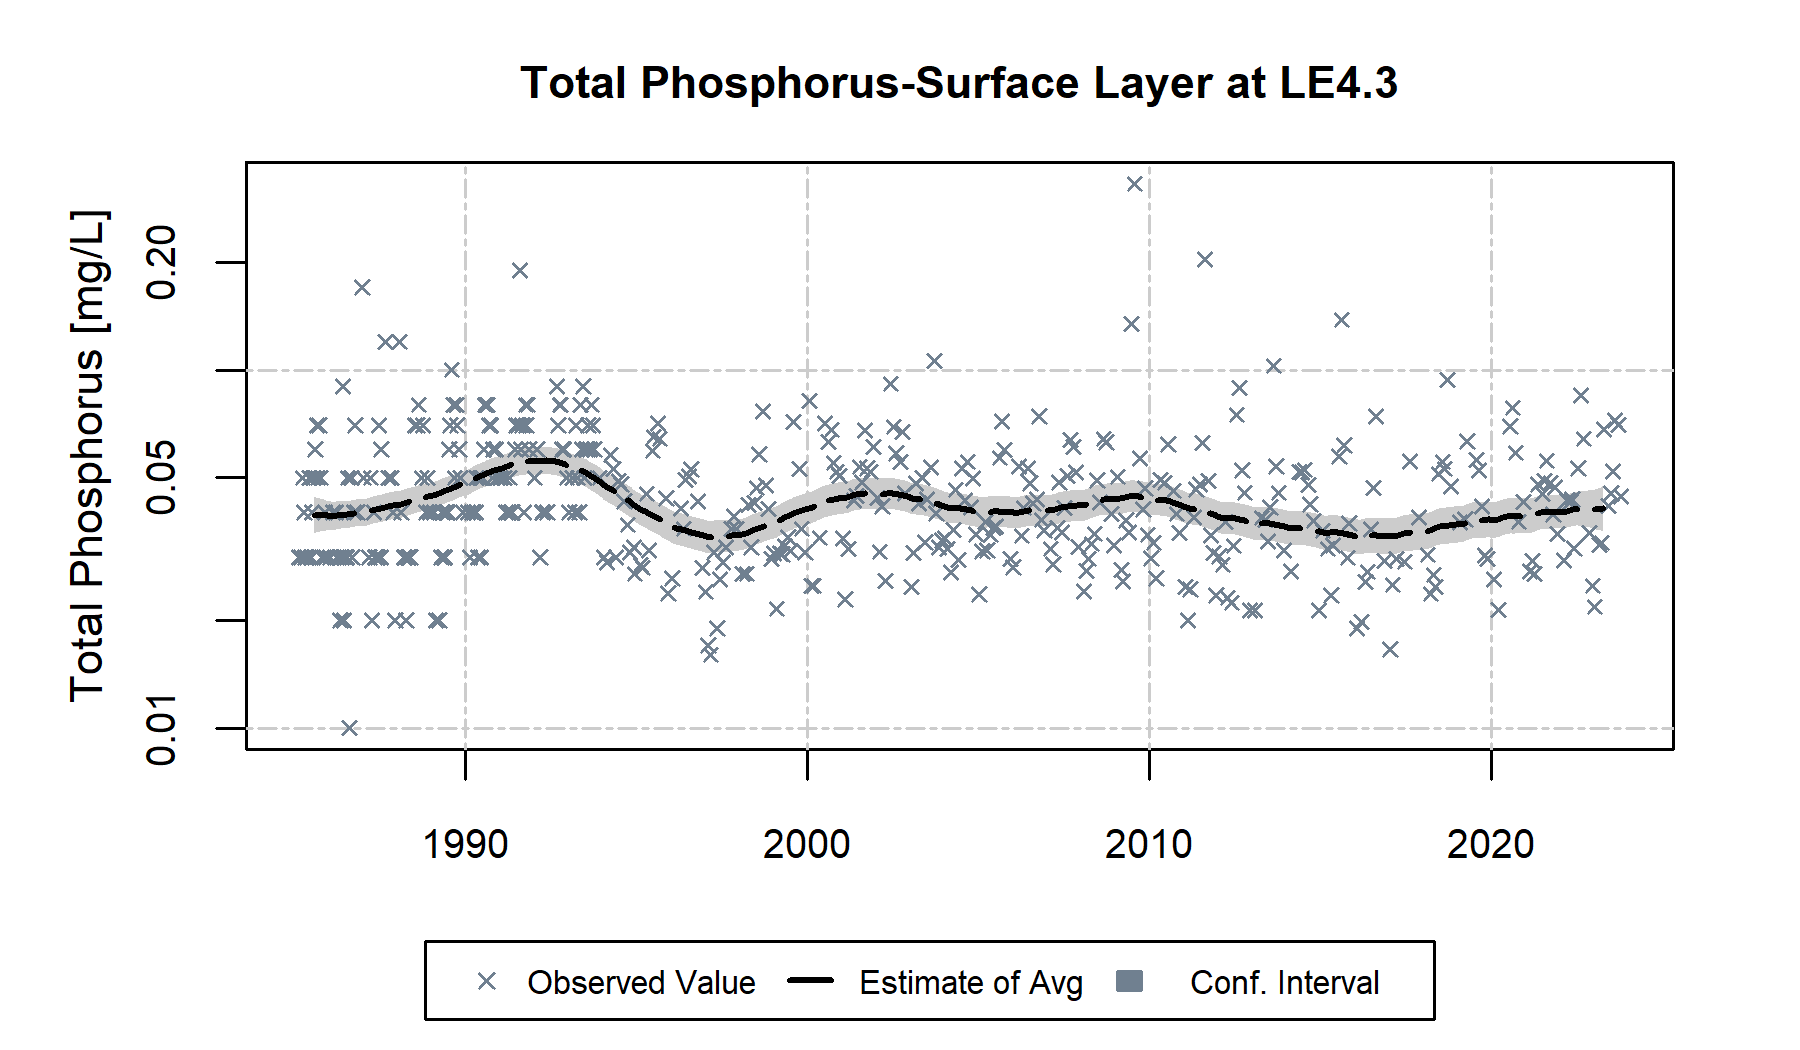 Total Phosphorus-Surface Layer at LE4.3
Total Phosphorus [mg/L]
0.20
0.05
0.01
1990 2000 2010 2020
Observed Value Estimate of Avg Conf. Interval